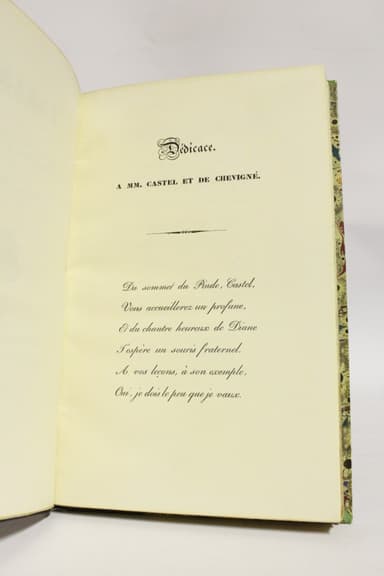 Dédicace.
A MM. CASTEL ET DE CHEVIGNÉ.
Du sommet du Pinde, Castel,
Vous accueillerez un profane,
Et du chantre heureux de Diane
J'espère un souris fraternel.
A vos leçons, à son exemple,
Oui, je dois le peu que je vaux.